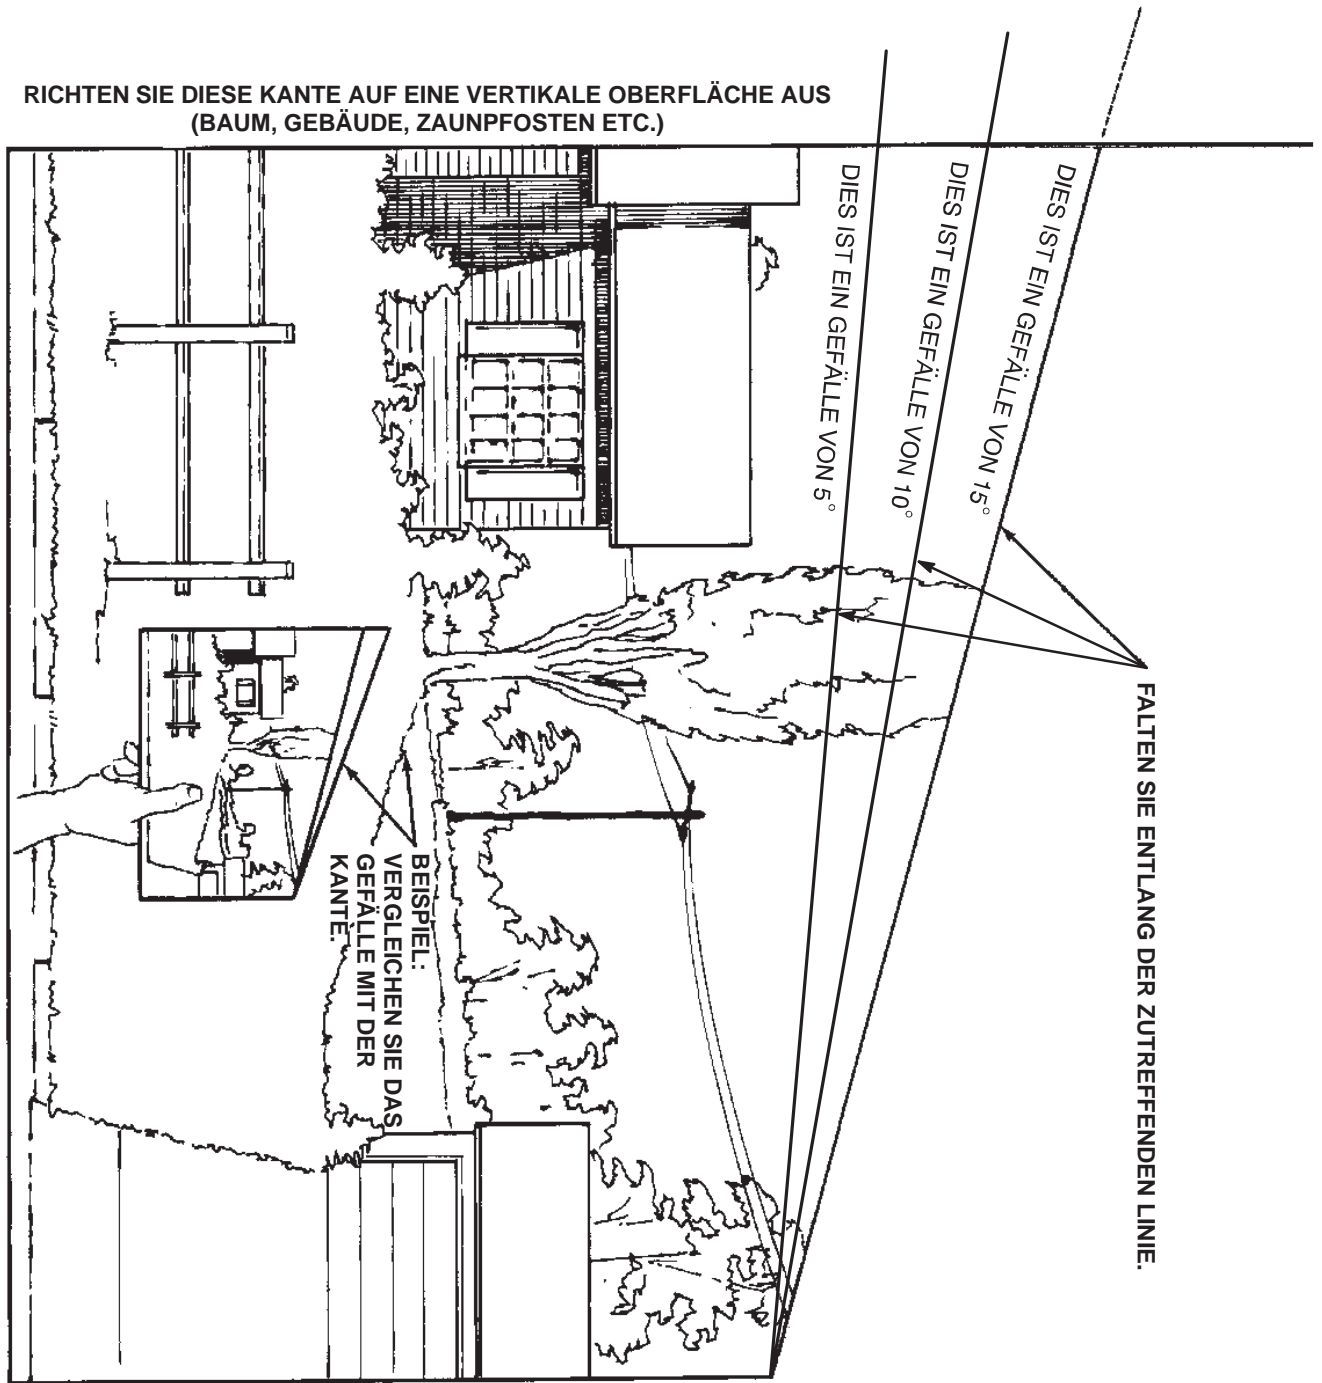 RICHTEN SIE DIESE KANTE AUF EINE VERTIKALE OBERFLÄCHE AUS
(BAUM, GEBÄUDE, ZAUNPFOSTEN ETC.)
DIES IST EIN GEFÄLLE VON 15°
DIES IST EIN GEFÄLLE VON 10°
DIES IST EIN GEFÄLLE VON 5°
FALTEN SIE ENTLANG DER ZUTREFFENDEN LINIE.
BEISPIEL:
VERGLEICHEN SIE DAS
GEFÄLLE MIT DER
KANTE.